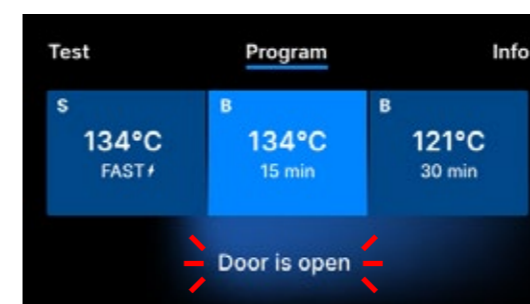 Test Program Info
S B B
134°C 134°C 121°C
FAST⚡ 15 min 30 min
Door is open